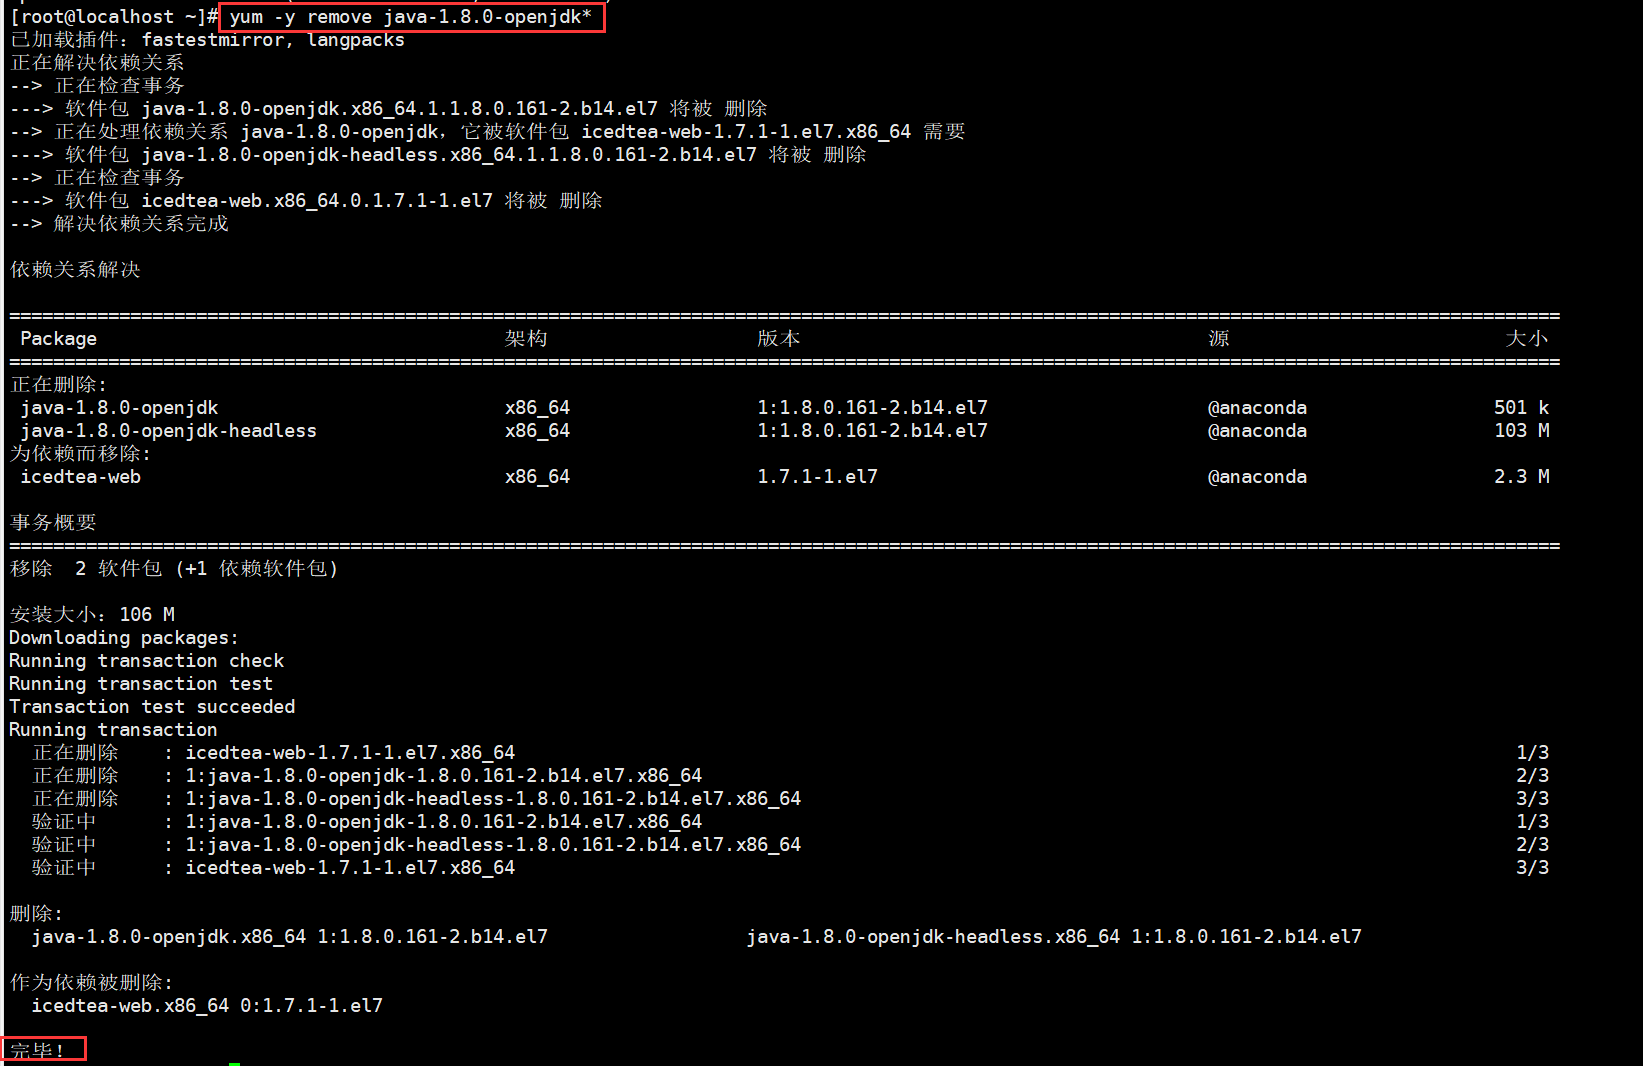 [root@localhost ~]# yum -y remove java-1.8.0-openjdk*
已加载插件：fastestmirror, langpacks
正在解决依赖关系
--> 正在检查事务
---> 软件包 java-1.8.0-openjdk.x86_64.1.1.8.0.161-2.b14.el7 将被 删除
--> 正在处理依赖关系 java-1.8.0-openjdk，它被软件包 icedtea-web-1.7.1-1.el7.x86_64 需要
---> 软件包 java-1.8.0-openjdk-headless.x86_64.1.1.8.0.161-2.b14.el7 将被 删除
--> 正在检查事务
---> 软件包 icedtea-web.x86_64.0.1.7.1-1.el7 将被 删除
--> 解决依赖关系完成
依赖关系解决
================================================================================
Package 架构 版本 源 大小
================================================================================
正在删除:
java-1.8.0-openjdk x86_64 1:1.8.0.161-2.b14.el7 @anaconda 501 k
java-1.8.0-openjdk-headless x86_64 1:1.8.0.161-2.b14.el7 @anaconda 103 M
为依赖而移除:
icedtea-web x86_64 1.7.1-1.el7 @anaconda 2.3 M
事务概要
================================================================================
移除  2 软件包 (+1 依赖软件包)
安装大小：106 M
Downloading packages:
Running transaction check
Running transaction test
Transaction test succeeded
Running transaction
正在删除    : icedtea-web-1.7.1-1.el7.x86_64 1/3
正在删除    : 1:java-1.8.0-openjdk-1.8.0.161-2.b14.el7.x86_64 2/3
正在删除    : 1:java-1.8.0-openjdk-headless-1.8.0.161-2.b14.el7.x86_64 3/3
验证中      : 1:java-1.8.0-openjdk-1.8.0.161-2.b14.el7.x86_64 1/3
验证中      : 1:java-1.8.0-openjdk-headless-1.8.0.161-2.b14.el7.x86_64 2/3
验证中      : icedtea-web-1.7.1-1.el7.x86_64 3/3
删除:
java-1.8.0-openjdk.x86_64 1:1.8.0.161-2.b14.el7 java-1.8.0-openjdk-headless.x86_64 1:1.8.0.161-2.b14.el7
作为依赖被删除:
icedtea-web.x86_64 0:1.7.1-1.el7
完毕！